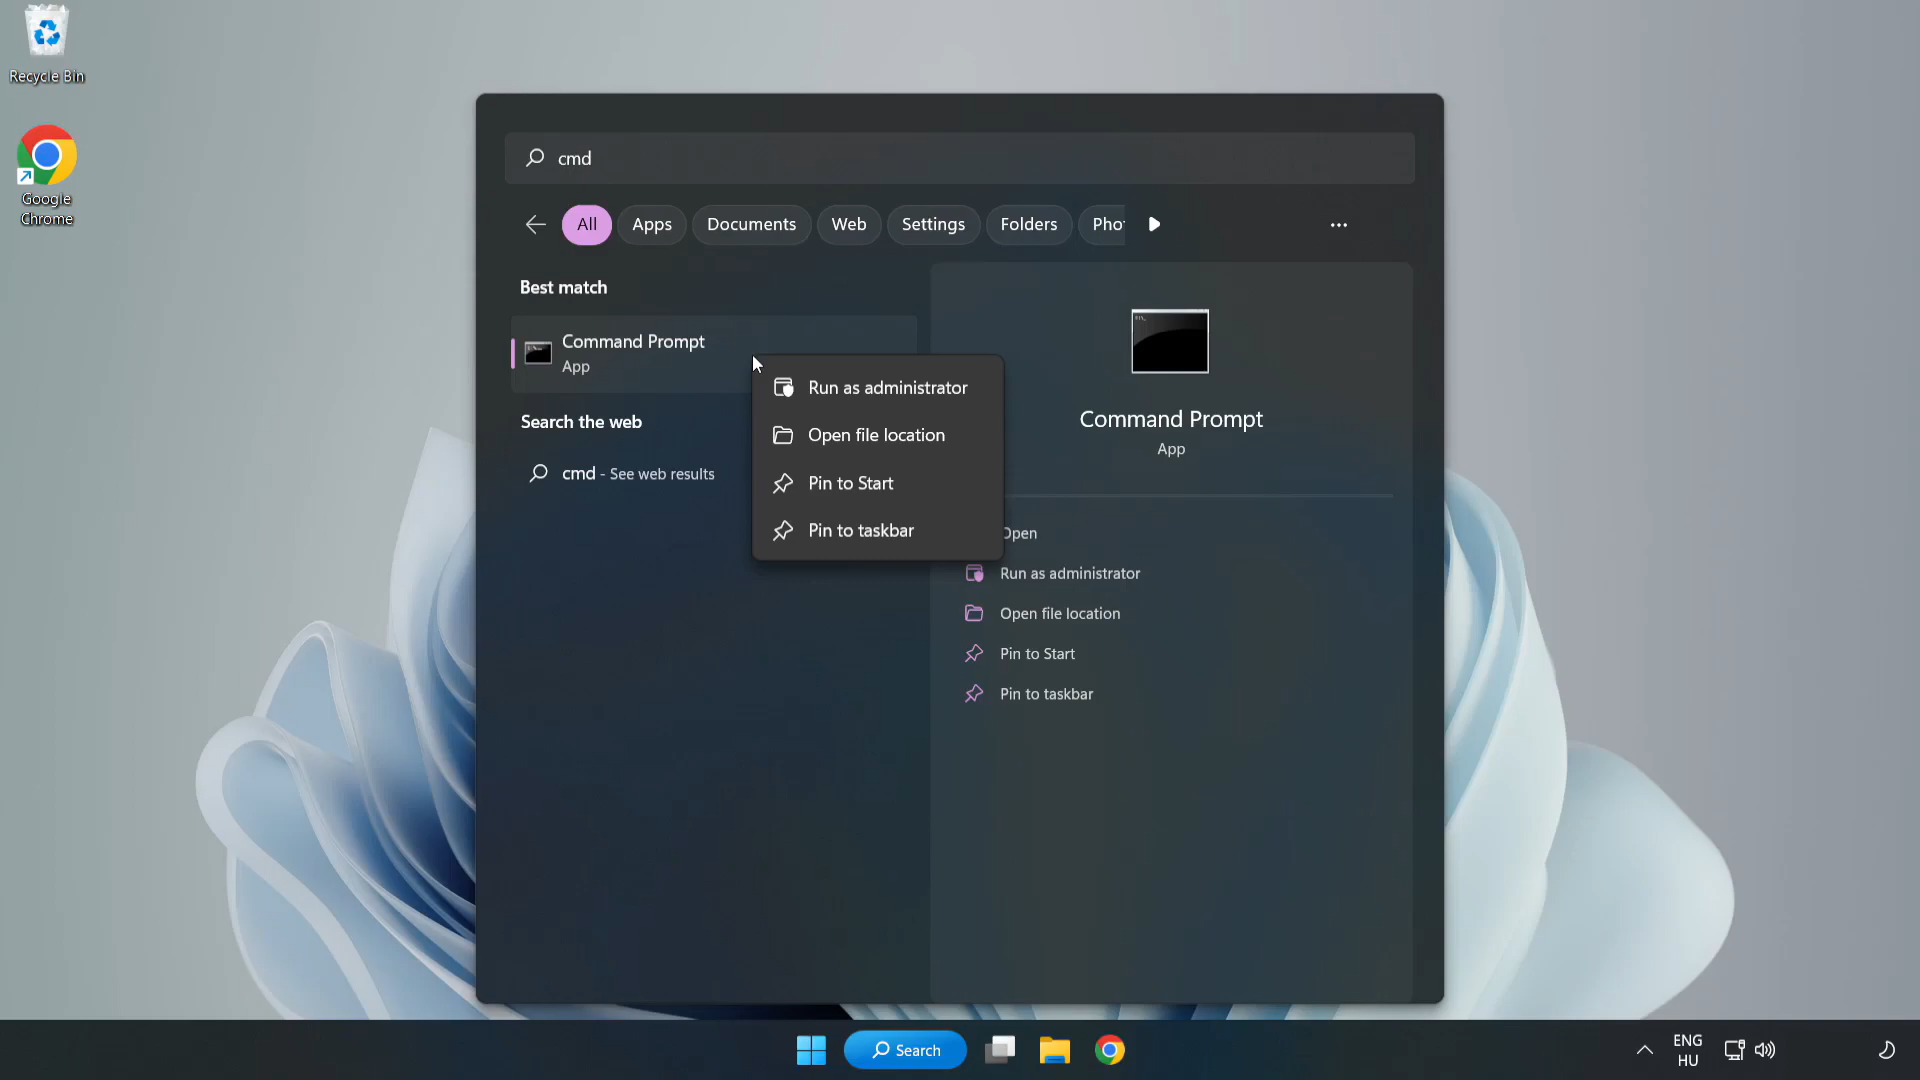 Recycle Bin
Google
Chrome
cmd
All
Apps
Documents
Web
Settings
Folders
Best match
Command Prompt
App
Search the web
cmd - See web results
Run as administrator
Open file location
Pin to Start
Pin to taskbar
Command Prompt
App
Open
Run as administrator
Open file location
Pin to Start
Pin to taskbar
Search
ENG
HU